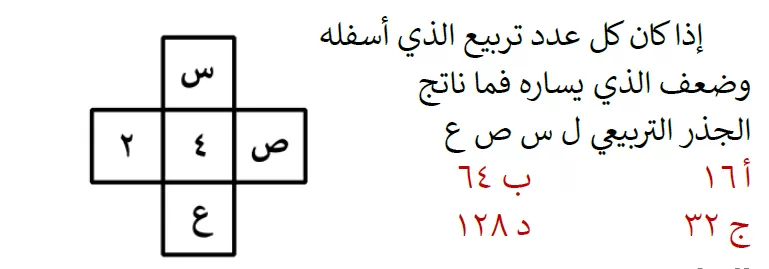 إذا كان كل عدد تربيع الذي أسفله
وضعف الذي يساره فما ناتج
الجذر التربيعي ل س ص ع
أ ١٦
ب ٦٤
ج ٣٢
د ١٢٨
س
ص ٤ ٢
ع